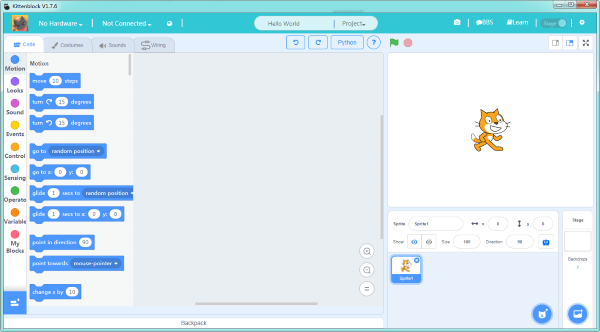 Kittenblock V1.7.6
No Hardware
Not Connected
Hello World
Project
BBS
Learn
Stage
Code
Costumes
Sounds
Wiring
Python
?
Motion
Looks
Sound
Events
Control
Sensing
Operato
Variable
My
Blocks
Motion
move 10 steps
turn 15 degrees
turn 15 degrees
go to random position
go to x: 0 y: 0
glide 1 secs to random position
glide 1 secs to x: 0 y: 0
point in direction 90
point towards mouse-pointer
change x by 10
Backpack
Sprite Sprite1 x 0 y 0
Show Size 100 Direction 90
Sprite1
Stage
Backdrops